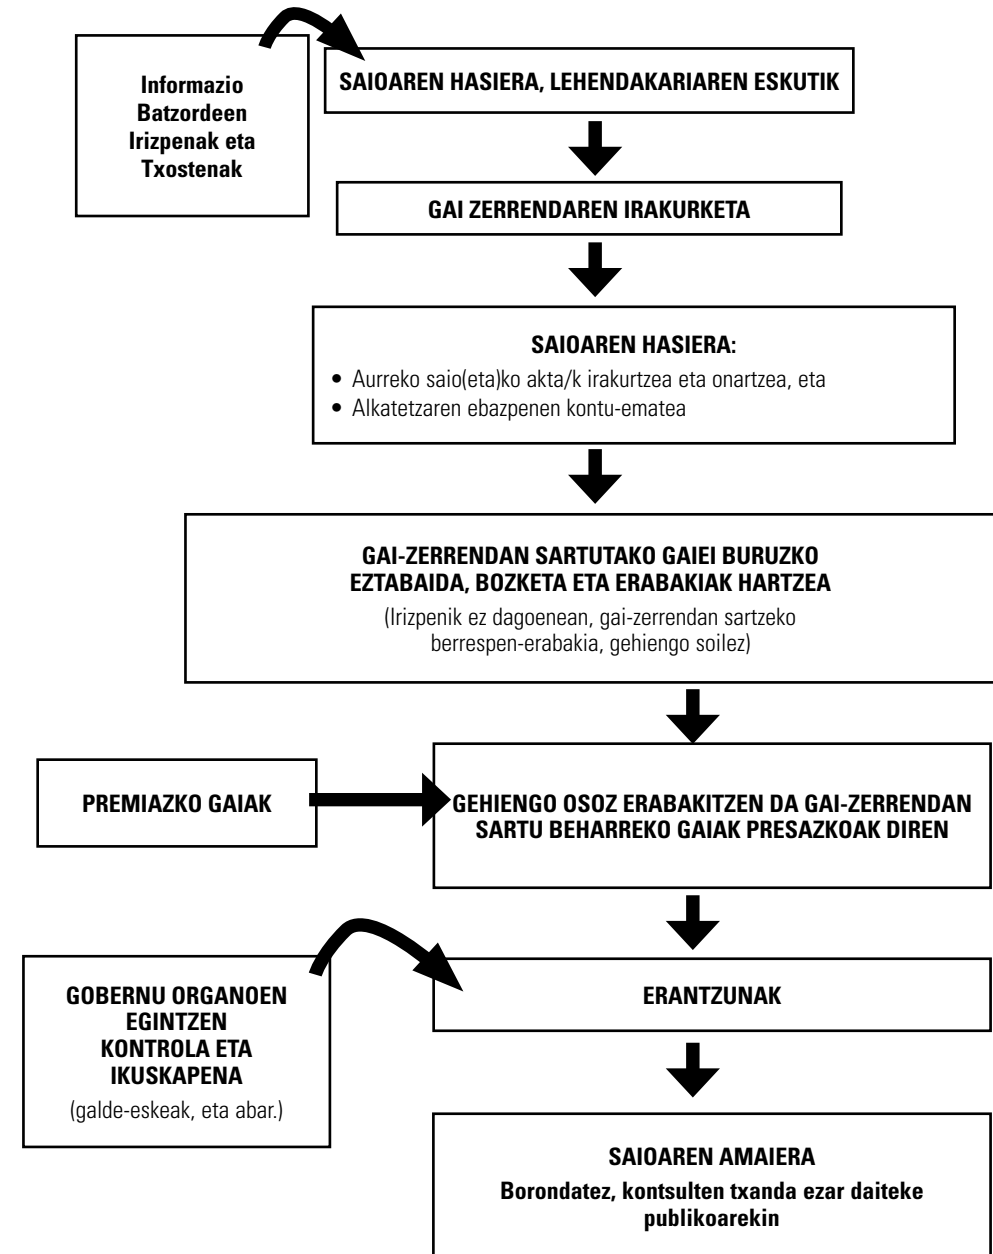 Informazio
Batzordeen
Irizpenak eta
Txostenak
SAIOAREN HASIERA, LEHENDAKARIAREN ESKUTIK
GAI ZERRENDAREN IRAKURKETA
SAIOAREN HASIERA:
• Aurreko saio(eta)ko akta/k irakurtzea eta onartzea, eta
• Alkatetzaren ebazpenen kontu-ematea
GAI-ZERRENDAN SARTUTAKO GAIEI BURUZKO
EZTABAIDA, BOZKETA ETA ERABAKIAK HARTZEA
(Irizpenik ez dagoenean, gai-zerrendan sartzeko
berrespen-erabakia, gehiengo soilez)
PREMIAZKO GAIAK
GEHIENGO OSOZ ERABAKITZEN DA GAI-ZERRENDAN
SARTU BEHARREKO GAIAK PRESAZKOAK DIREN
GOBERNU ORGANOEN
EGINTZEN
KONTROLA ETA
IKUSKAPENA
(galde-eskeak, eta abar.)
ERANTZUNAK
SAIOAREN AMAIERA
Borondatez, kontsulten txanda ezar daiteke
publikoarekin